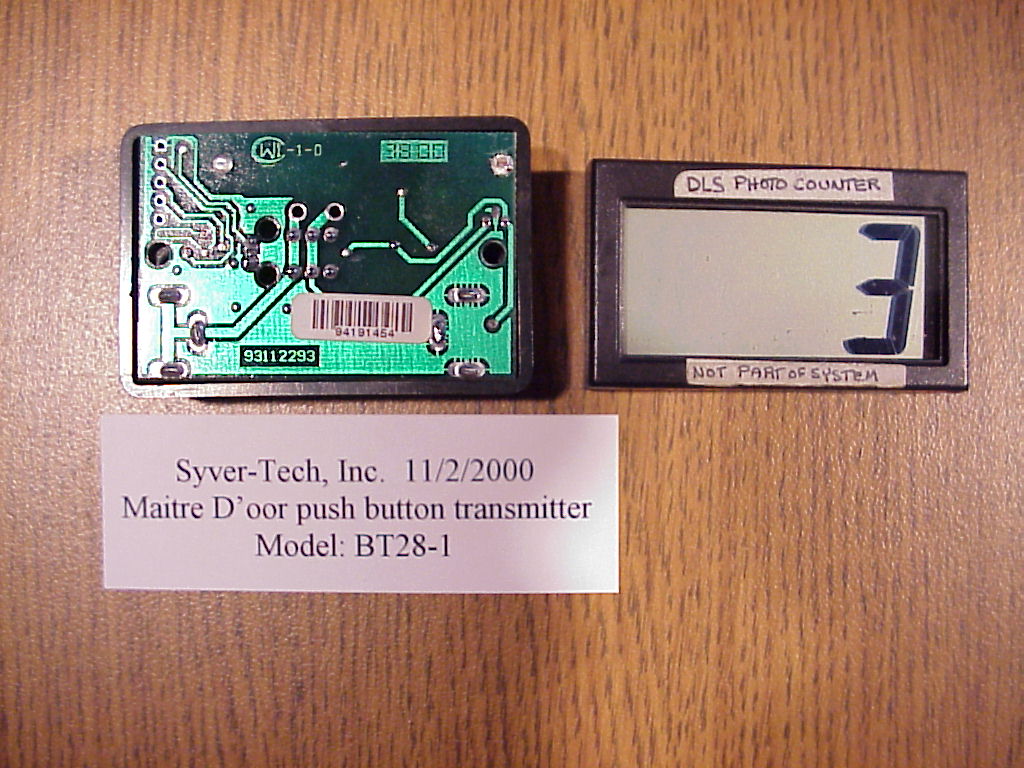 -1-0
DLS PHOTO COUNTER
3
94191454
93112293
NOT PART OF SYSTEM
Syver-Tech, Inc. 11/2/2000
Maitre D'oor push button transmitter
Model: BT28-1